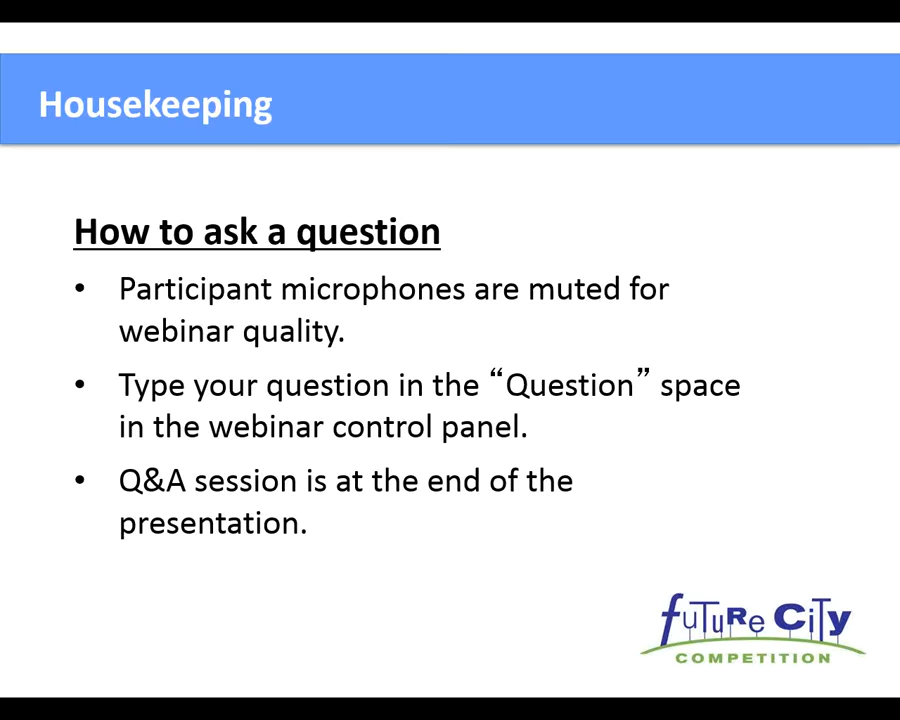 Housekeeping
How to ask a question
• Participant microphones are muted for
webinar quality.
• Type your question in the “Question” space
in the webinar control panel.
• Q&A session is at the end of the
presentation.
fuTuRe CiTy
COMPETITION